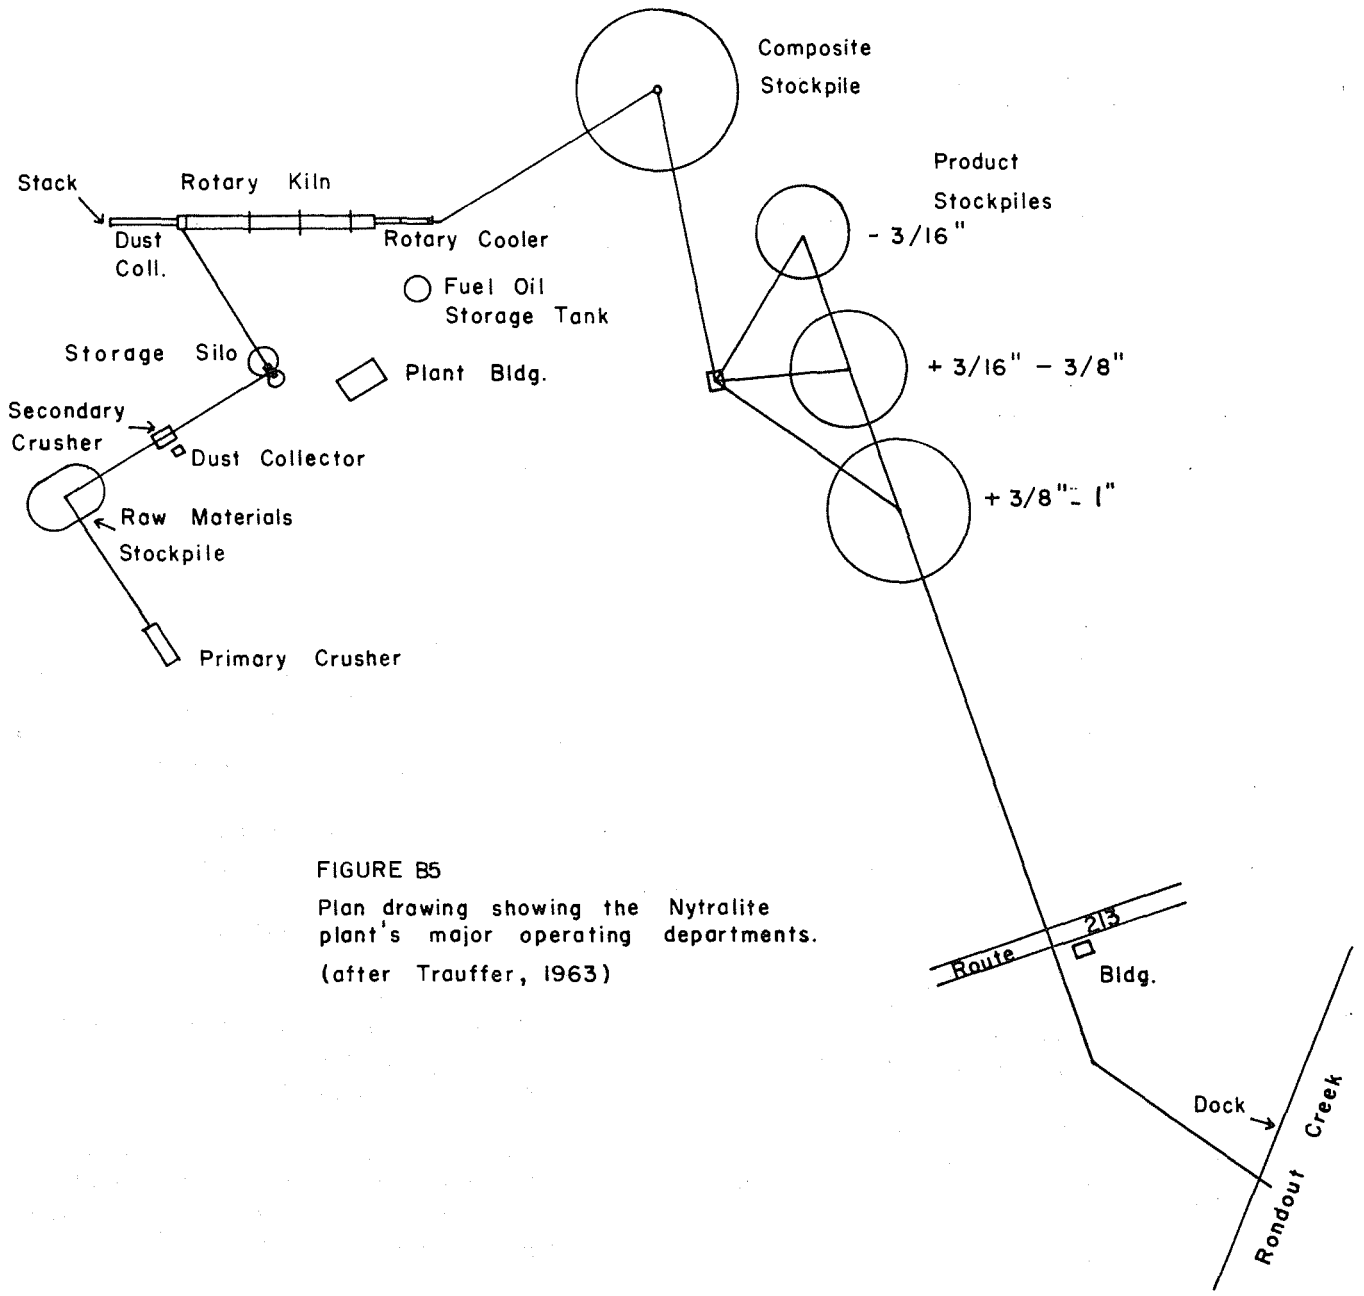 Composite
Stockpile
Product
Stockpiles
Stack
Rotary Kiln
- 3/16"
Dust
Coll.
Rotary Cooler
Fuel Oil
Storage Tank
Storage Silo
+ 3/16" - 3/8"
Plant Bldg.
Secondary
Crusher
Dust Collector
+ 3/8" - 1"
Raw Materials
Stockpile
Primary Crusher
FIGURE B5
Plan drawing showing the Nytralite
plant's major operating departments.
(after Trauffer, 1963)
Route 213
Bldg.
Dock
Rondout Creek